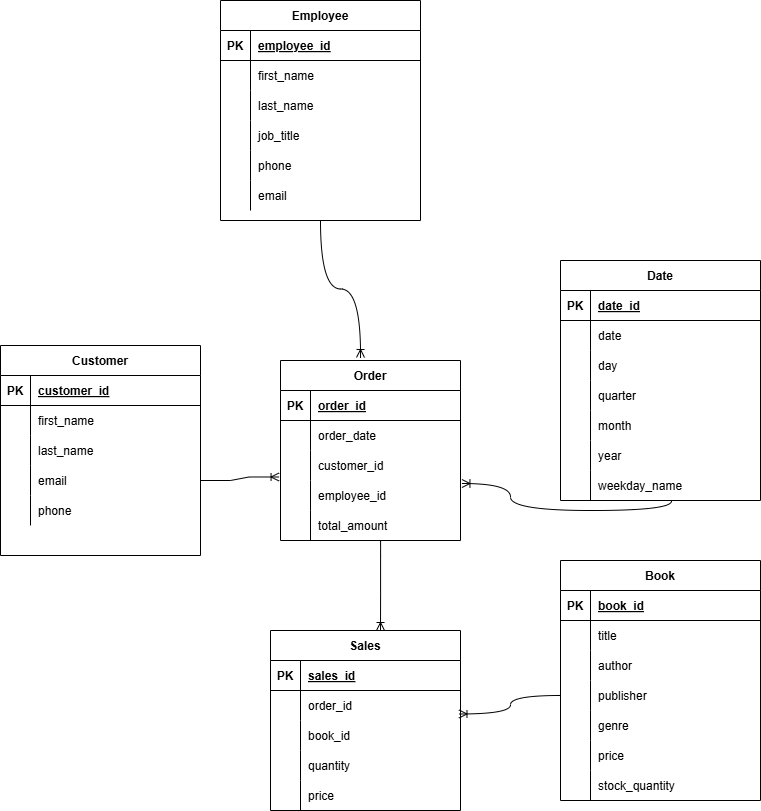 Employee
PK employee_id
first_name
last_name
job_title
phone
email
Date
PK date_id
date
day
quarter
month
year
weekday_name
Customer
PK customer_id
first_name
last_name
email
phone
Order
PK order_id
order_date
customer_id
employee_id
total_amount
Book
PK book_id
title
author
publisher
genre
price
stock_quantity
Sales
PK sales_id
order_id
book_id
quantity
price